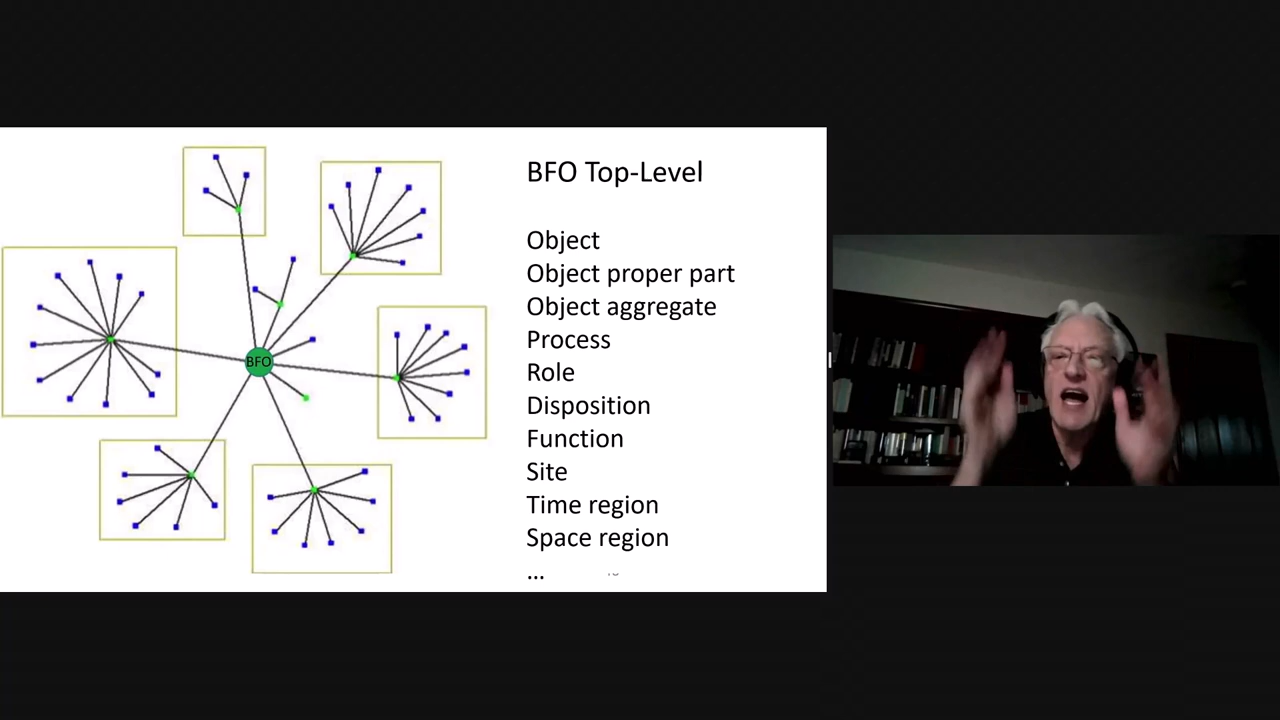 BFO
BFO Top-Level
Object
Object proper part
Object aggregate
Process
Role
Disposition
Function
Site
Time region
Space region
...